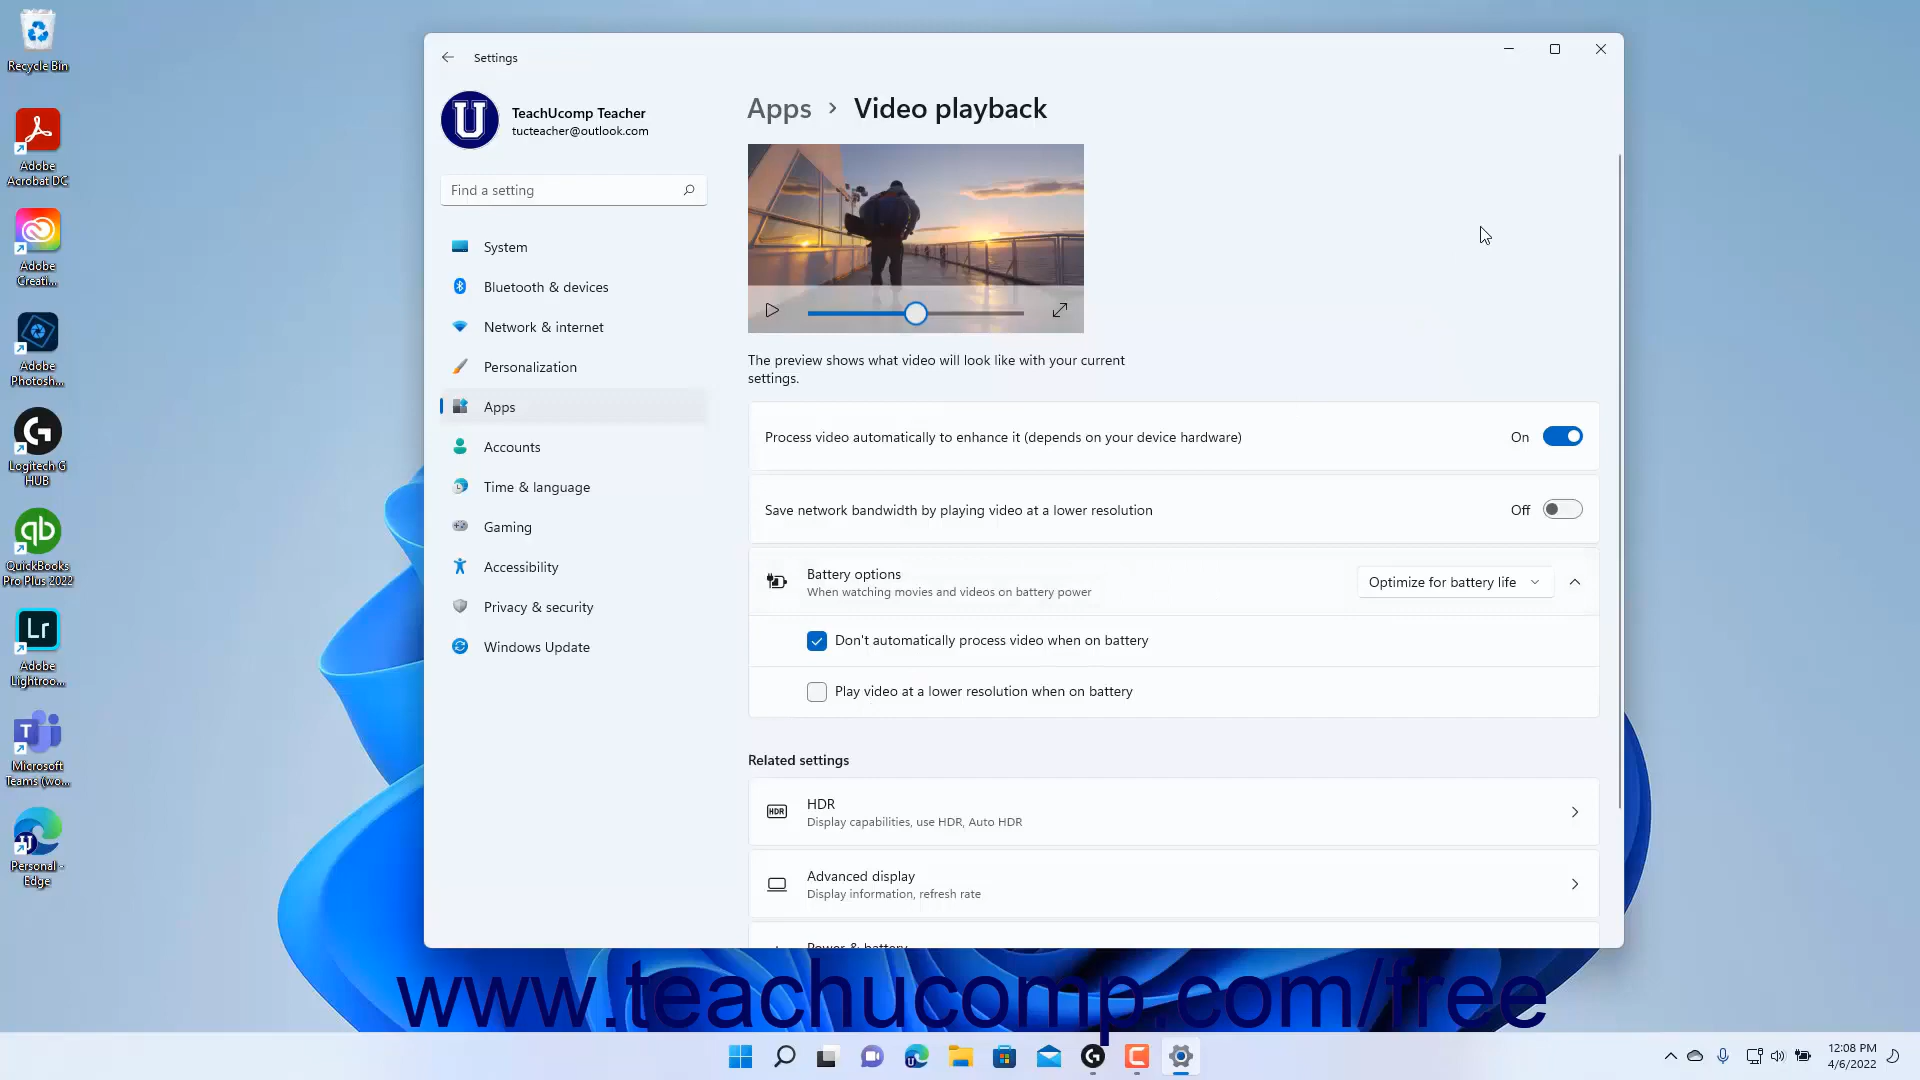 Recycle Bin
Adobe
Acrobat DC
Adobe
Creati...
Adobe
Photosh...
Logitech G
HUB
qb
QuickBooks
Pro Plus 2022
Lr
Adobe
Lightroo...
T
Microsoft
Teams (wo...
Personal -
Edge
Settings
U
TeachUcomp Teacher
tucteacher@outlook.com
Find a setting
System
Bluetooth & devices
Network & internet
Personalization
Apps
Accounts
Time & language
Gaming
Accessibility
Privacy & security
Windows Update
Apps > Video playback
The preview shows what video will look like with your current
settings.
Process video automatically to enhance it (depends on your device hardware)
On
Save network bandwidth by playing video at a lower resolution
Off
Battery options
When watching movies and videos on battery power
Optimize for battery life
Don't automatically process video when on battery
Play video at a lower resolution when on battery
Related settings
HDR
HDR
Display capabilities, use HDR, Auto HDR
Advanced display
Display information, refresh rate
Power & battery
www.teachucomp.com/free
12:08 PM
4/6/2022